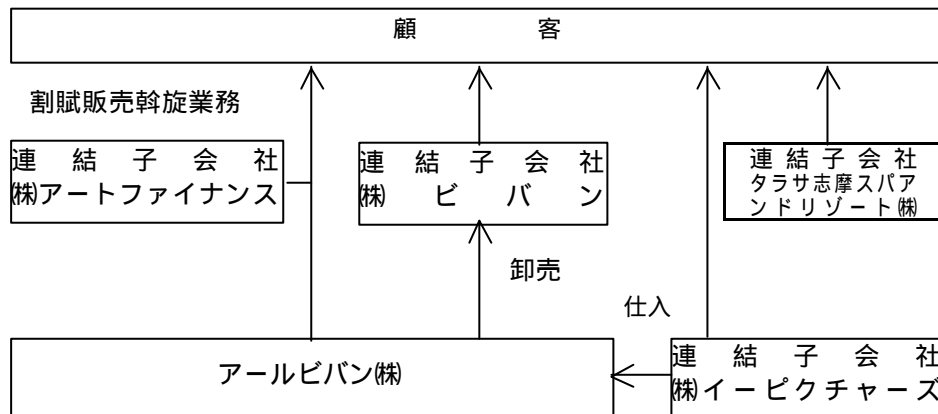 顧客
割賦販売斡旋業務
連結子会社
㈱アートファイナンス
連結子会社
㈱ビバン
連結子会社
タラサ志摩スパア
ンドリゾート㈱
卸売
仕入
アールビバン㈱
連結子会社
㈱イーピクチャーズ